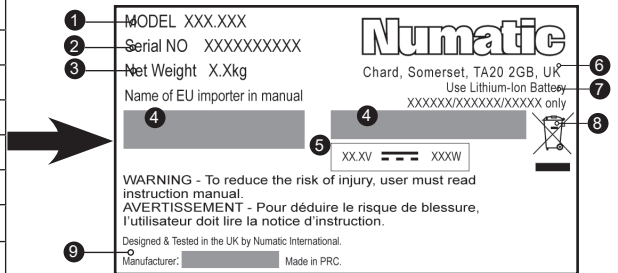 1 MODEL XXX.XXX
2 Serial NO XXXXXXXXXX
3 Net Weight X.Xkg
Name of EU importer in manual
4
Numatic
Chard, Somerset, TA20 2GB, UK 6
Use Lithium-Ion Battery 7
XXXXXX/XXXXXX/XXXXX only
4
8
5 XX.XV XXXW
WARNING - To reduce the risk of injury, user must read
instruction manual.
AVERTISSEMENT - Pour déduire le risque de blessure,
l'utilisateur doit lire la notice d'instruction.
Designed & Tested in the UK by Numatic International.
9
Manufacturer: Made in PRC.